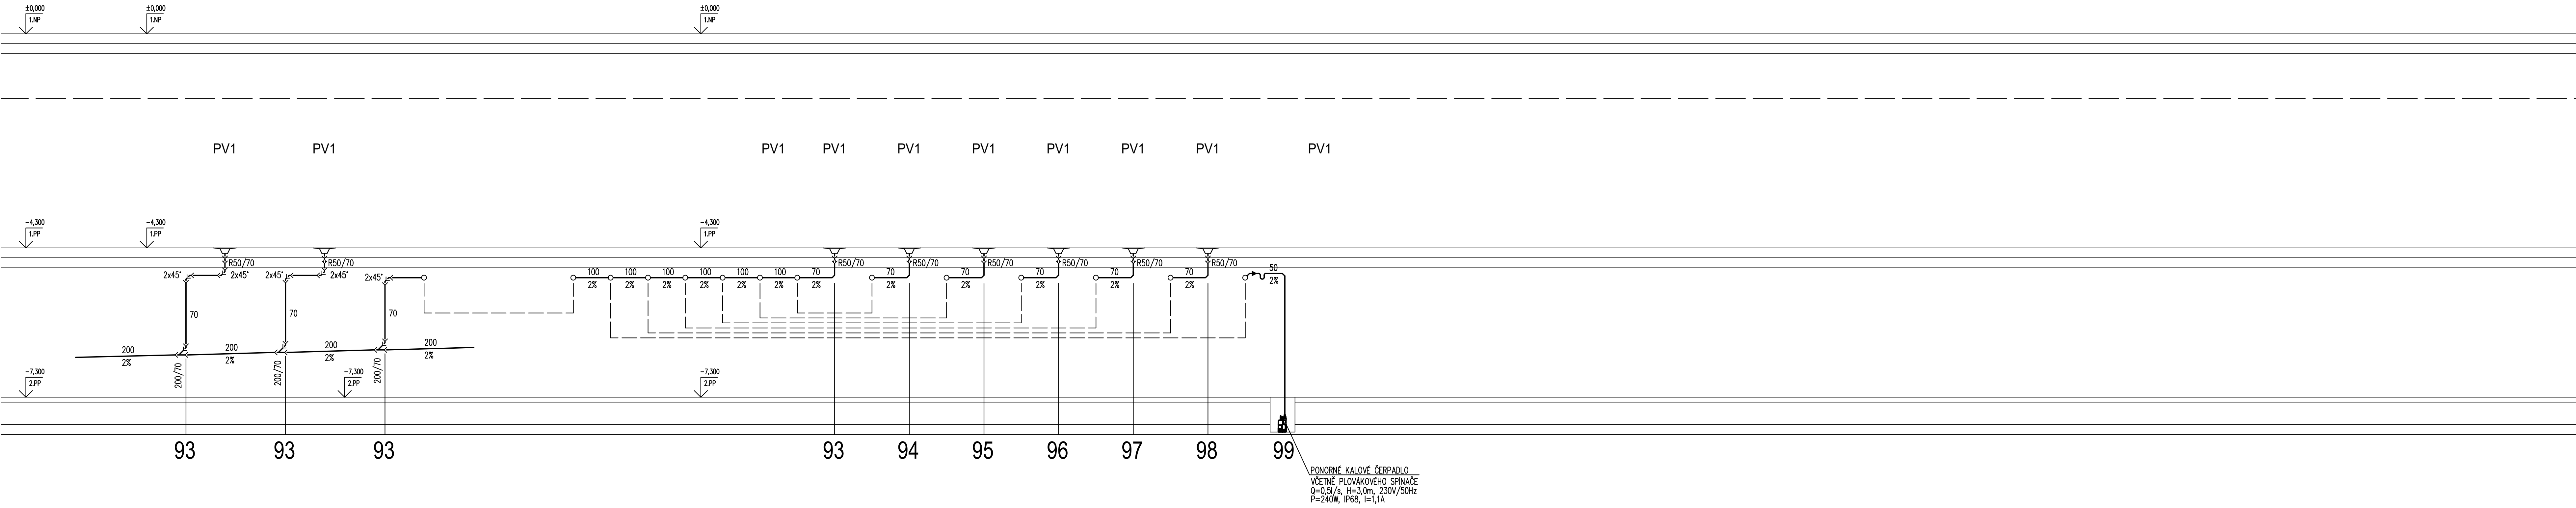 ±0,000 ±0,000 ±0,000
1.NP 1.NP 1.NP
PV1 PV1 PV1 PV1 PV1 PV1 PV1 PV1 PV1 PV1
-4,300 -4,300 -4,300
1.PP 1.PP 1.PP
R50/70 R50/70 R50/70 R50/70 R50/70 R50/70 R50/70 R50/70
2x45° 2x45° 2x45° 2x45° 2x45°
100 100 100 100 100 100 70 70 70 70 70 70 50
2% 2% 2% 2% 2% 2% 2% 2% 2% 2% 2% 2% 2%
70 70 70
200 200 200 200
2% 2% 2% 2%
200/70 200/70 200/70
-7,300 -7,300 -7,300
2.PP 2.PP 2.PP
93 93 93 93 94 95 96 97 98 99
PONORNÉ KALOVÉ ČERPADLO
VČETNĚ PLOVÁKOVÉHO SPÍNAČE
Q=0,5l/s, H=3,0m, 230V/50Hz
P=240W, IP68, I=1,1A